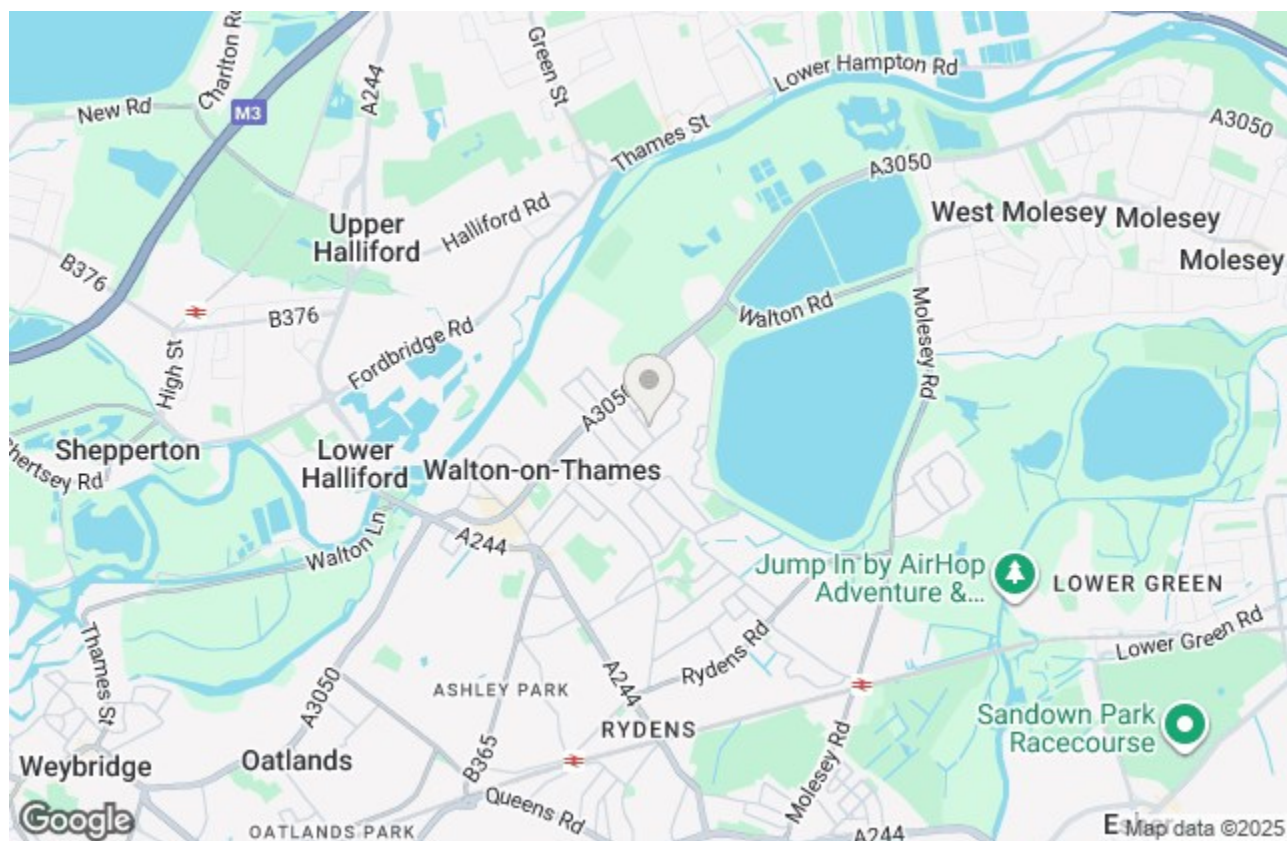 Charlton Rd
A244
Green St
Lower Hampton Rd
New Rd
M3
Thames St
A3050
A3050
Upper
Halliford
Halliford Rd
West Molesey
Molesey
Molesey
B376
B376
Fordbridge Rd
Walton Rd
Molesey Rd
High St
A3050
Shepperton
Lower
Halliford
Walton-on-Thames
Walton Ln
A244
Jump In by AirHop
Adventure &...
LOWER GREEN
Thames St
Lower Green Rd
Rydens Rd
A3050
ASHLEY PARK
A244
RYDENS
Sandown Park
Racecourse
Weybridge
Oatlands
B365
Molesey Rd
Queens Rd
Google
OATLANDS PARK
A244
Map data ©2025